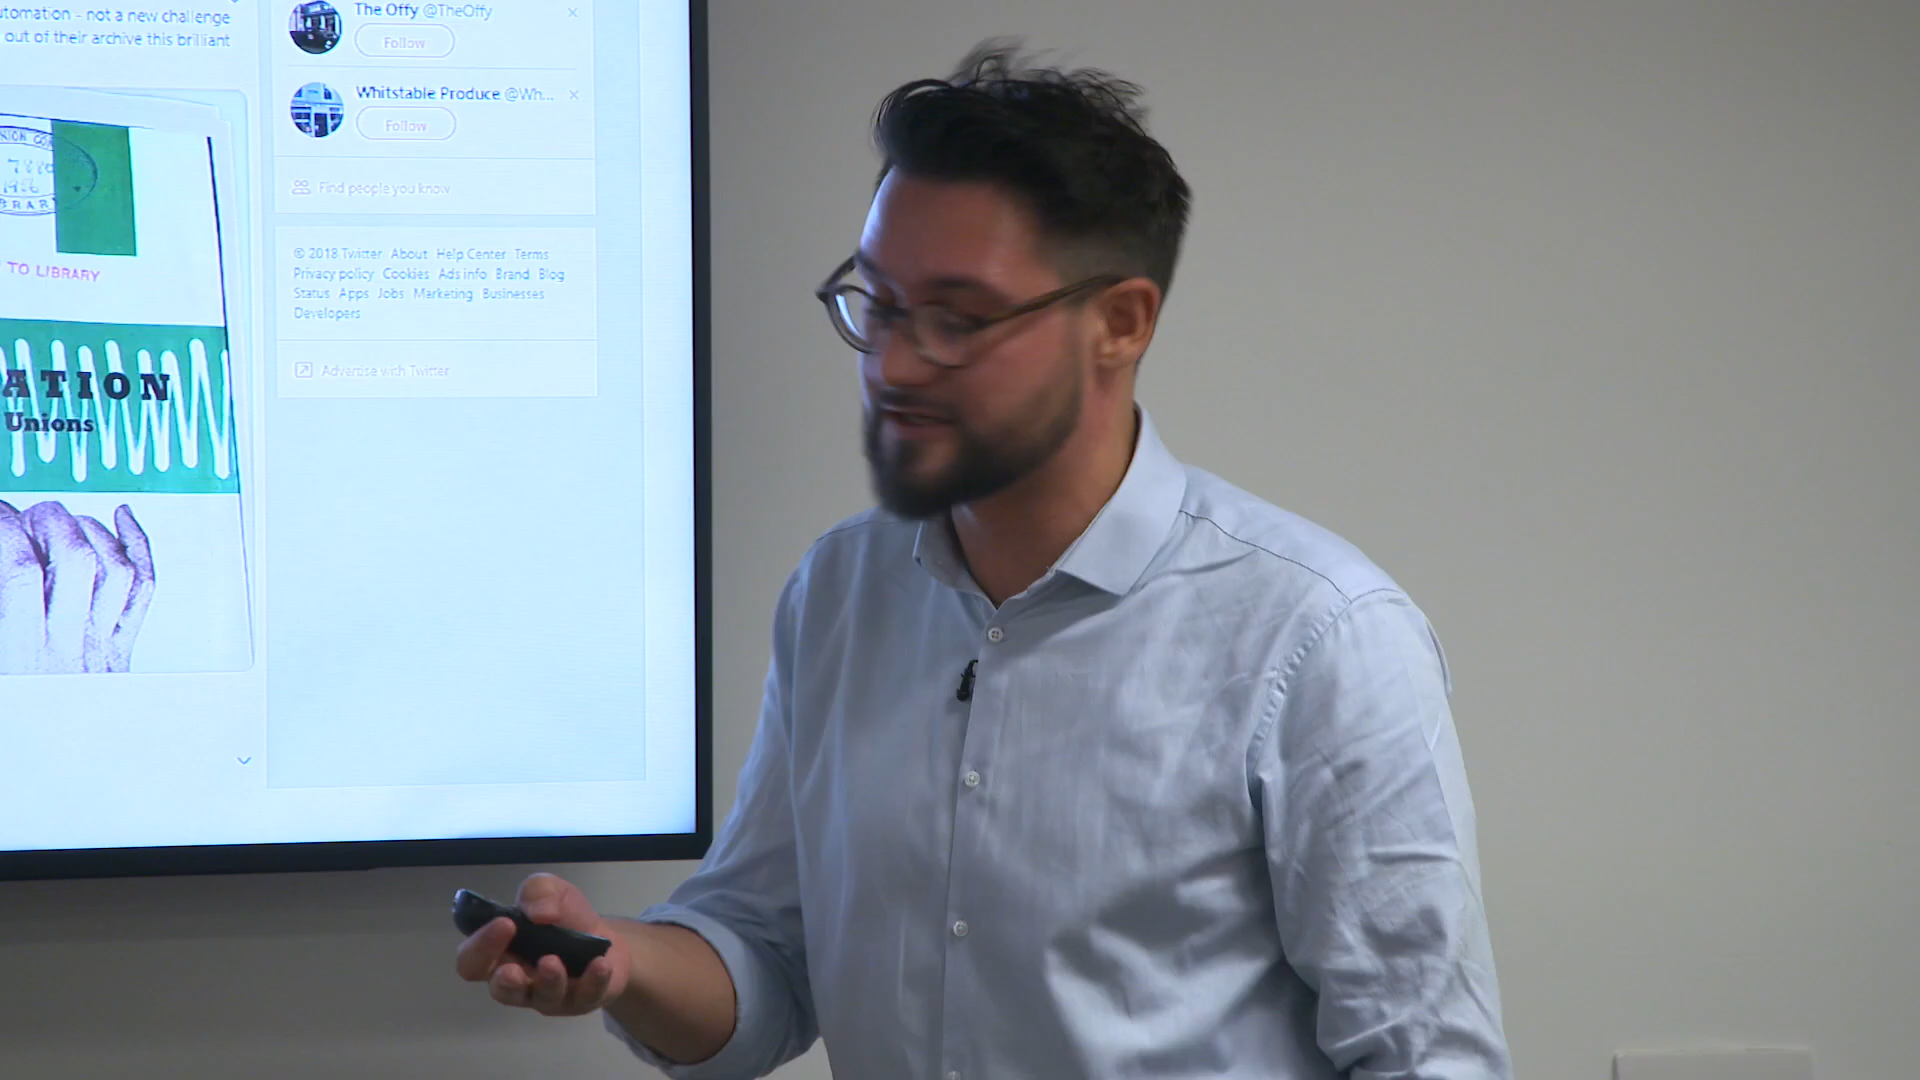 utomation - not a new challenge
out of their archive this brilliant
BRAR
TO LIBRARY
ATION
Unions
The Offy @TheOffy
Follow
Whitstable Produce @Wh...
Follow
Find people you know
© 2018 Twitter About Help Center Terms
Privacy policy Cookies Ads info Brand Blog
Status Apps Jobs Marketing Businesses
Developers
Advertise with Twitter